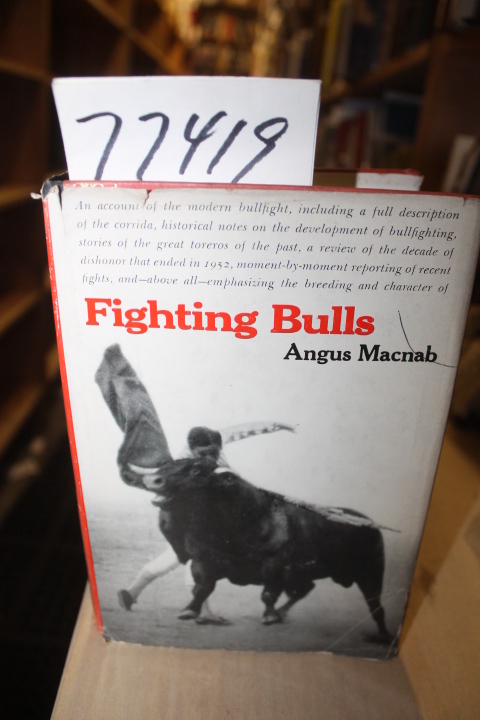 77419
An account of the modern bullfight, including a full description
of the corrida, historical notes on the development of bullfighting,
stories of the great toreros of the past, a review of the decade of
dishonor that ended in 1952, moment-by-moment reporting of recent
fights, and—above all—emphasizing the breeding and character of
Fighting Bulls
Angus Macnab